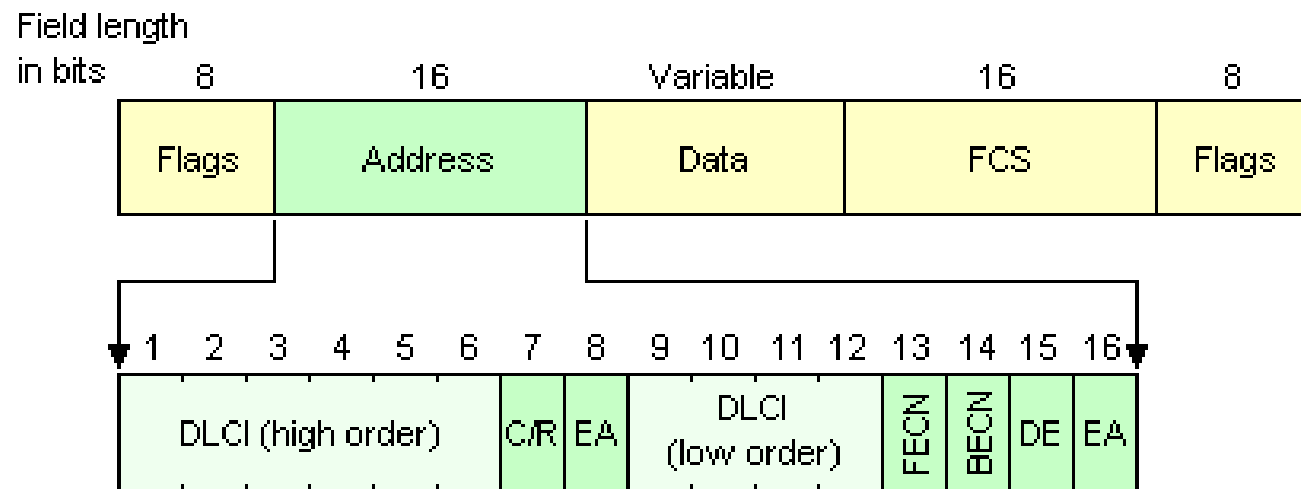 Field length
in bits 8 16 Variable 16 8
Flags Address Data FCS Flags
1 2 3 4 5 6 7 8 9 10 11 12 13 14 15 16
DLCI (high order) C/R EA DLCI
(low order) FECN BECN DE EA